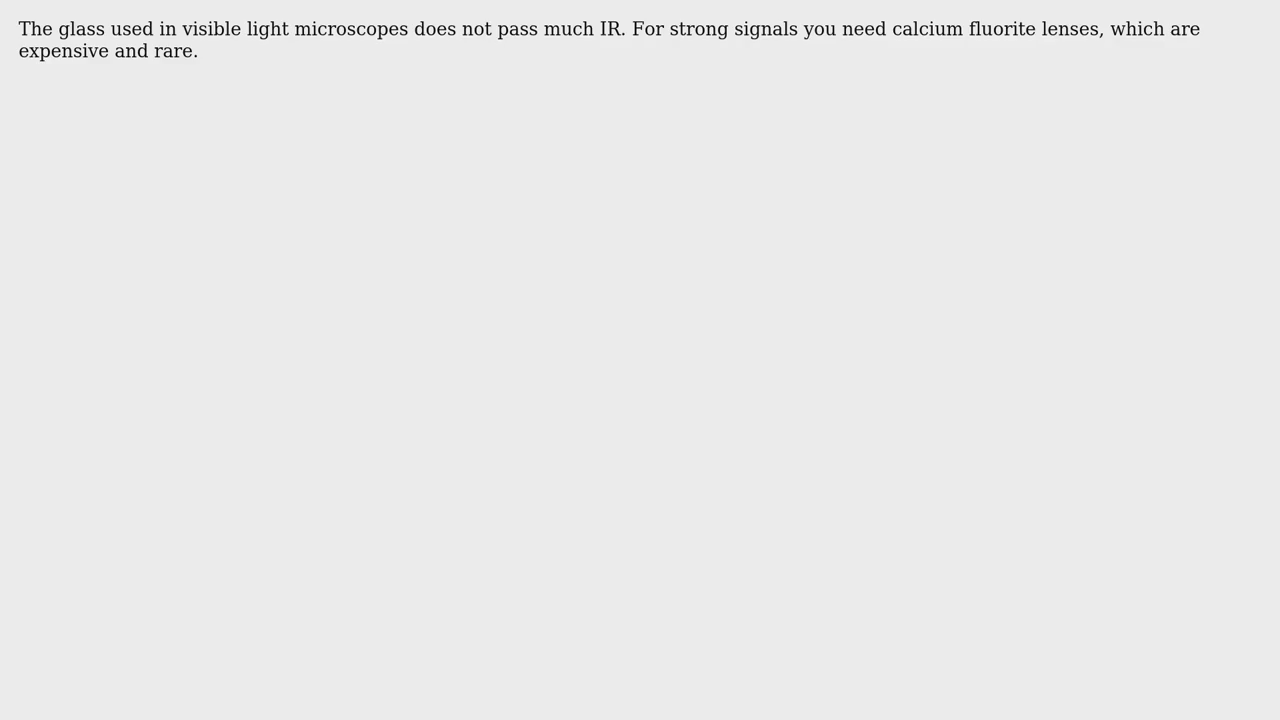 The glass used in visible light microscopes does not pass much IR. For strong signals you need calcium fluorite lenses, which are
expensive and rare.